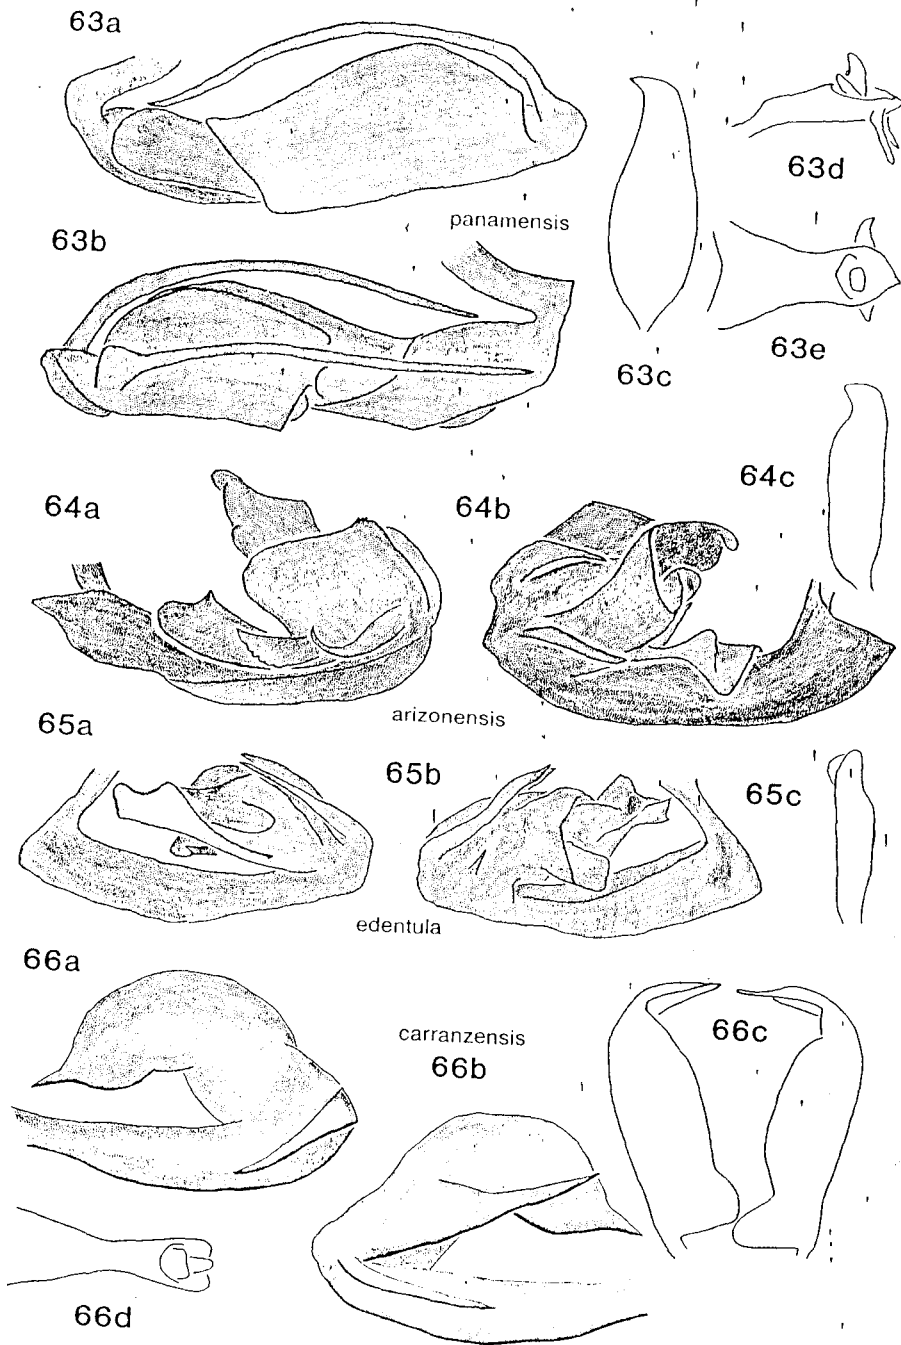 63a
63d
panamensis
63b
63e
63c
64c
64a
64b
arizonensis
65a
65b
65c
edentula
66a
carranzensis
66b
66c
66d